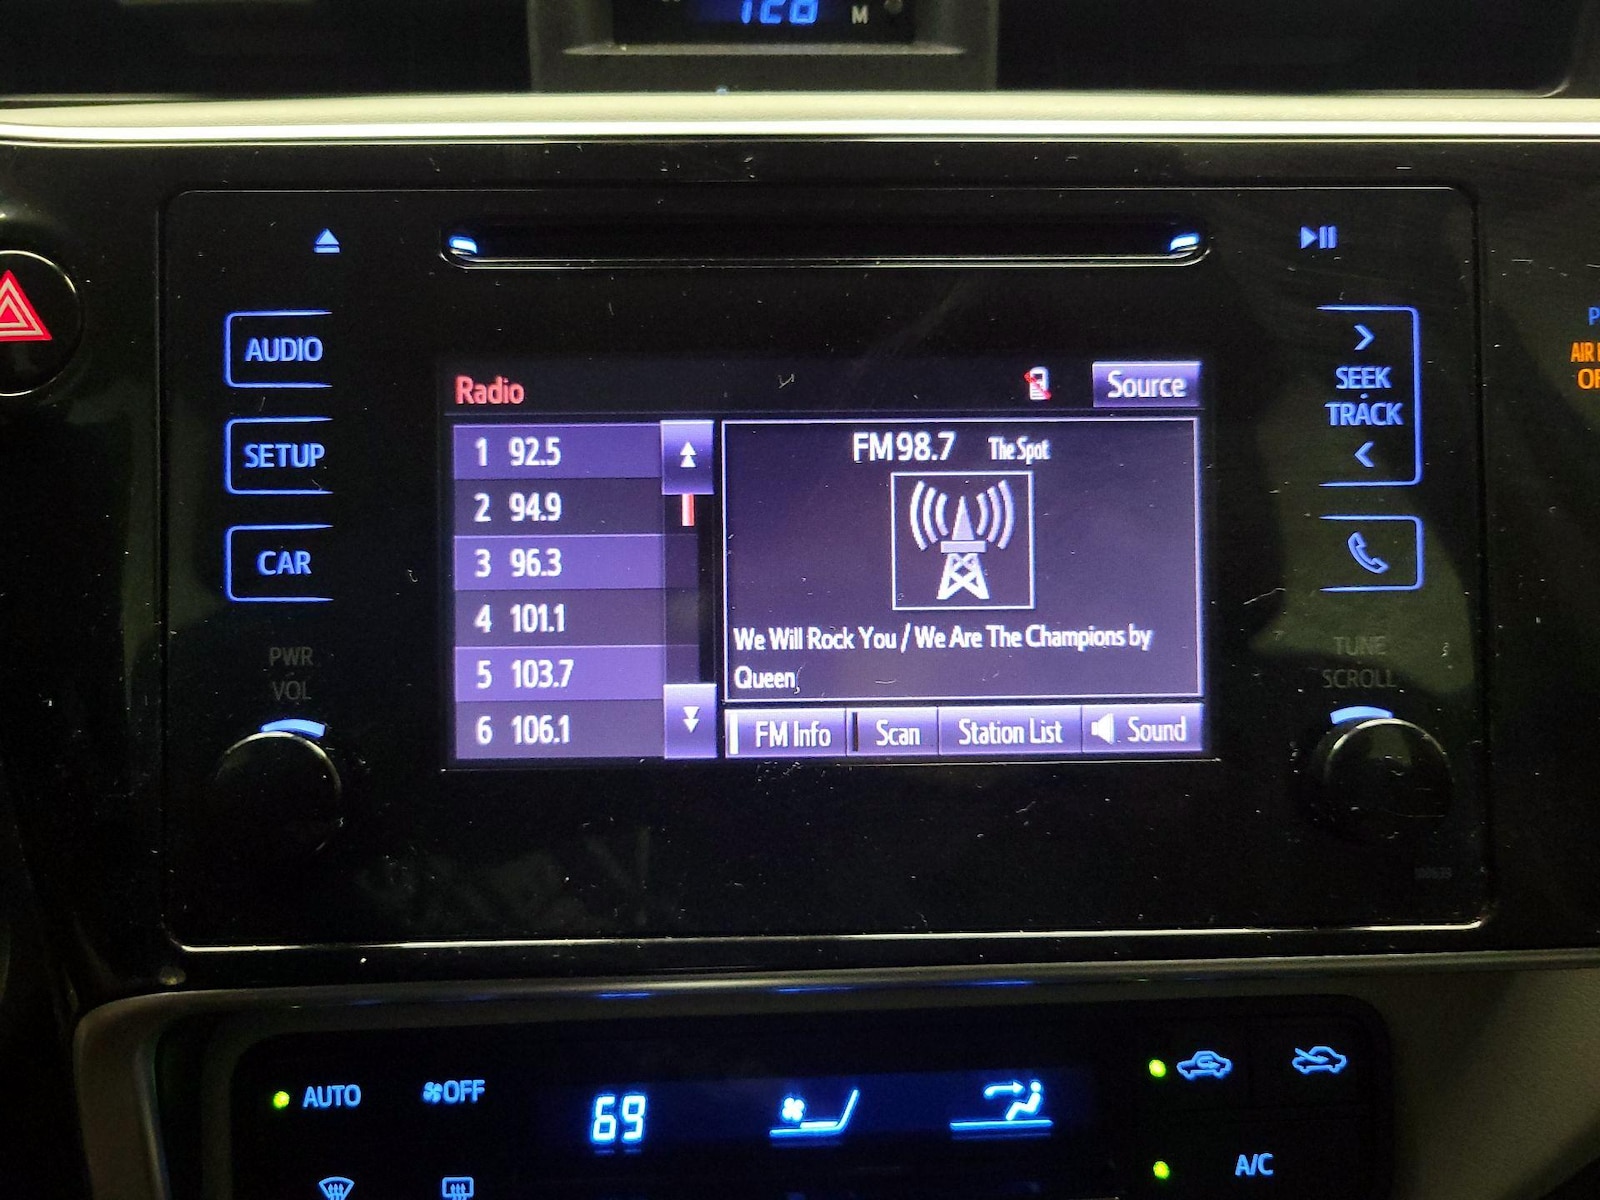 M
AUDIO
SETUP
CAR
PWR
VOL
Radio
Source
1 92.5
2 94.9
3 96.3
4 101.1
5 103.7
6 106.1
FM 98.7 The Spot
We Will Rock You / We Are The Champions by
Queen
FM Info
Scan
Station List
Sound
SEEK
TRACK
TUNE
SCROLL
AIR
AUTO
OFF
69
A/C